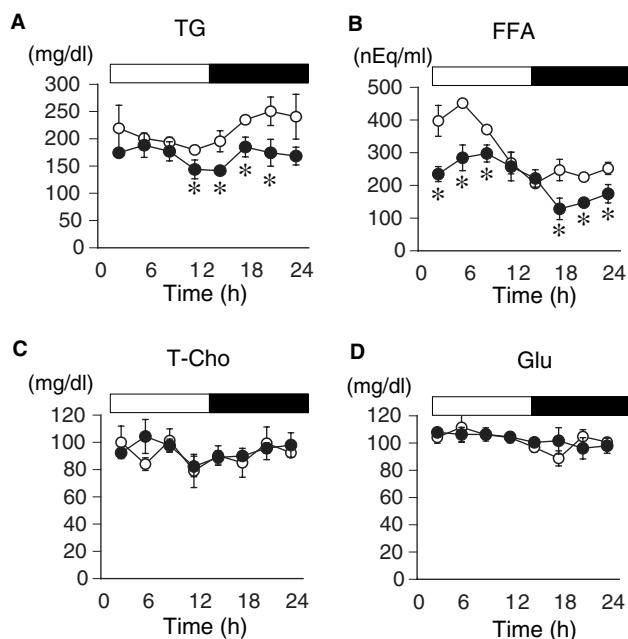 A
TG
(mg/dl)
300
250
200
150
100
50
0
* * * *
0 6 12 18 24
Time (h)
B
FFA
(nEq/ml)
500
400
300
200
100
0
* * * * * *
0 6 12 18 24
Time (h)
C
T-Cho
(mg/dl)
120
100
80
60
40
20
0
0 6 12 18 24
Time (h)
D
Glu
(mg/dl)
120
100
80
60
40
20
0
0 6 12 18 24
Time (h)